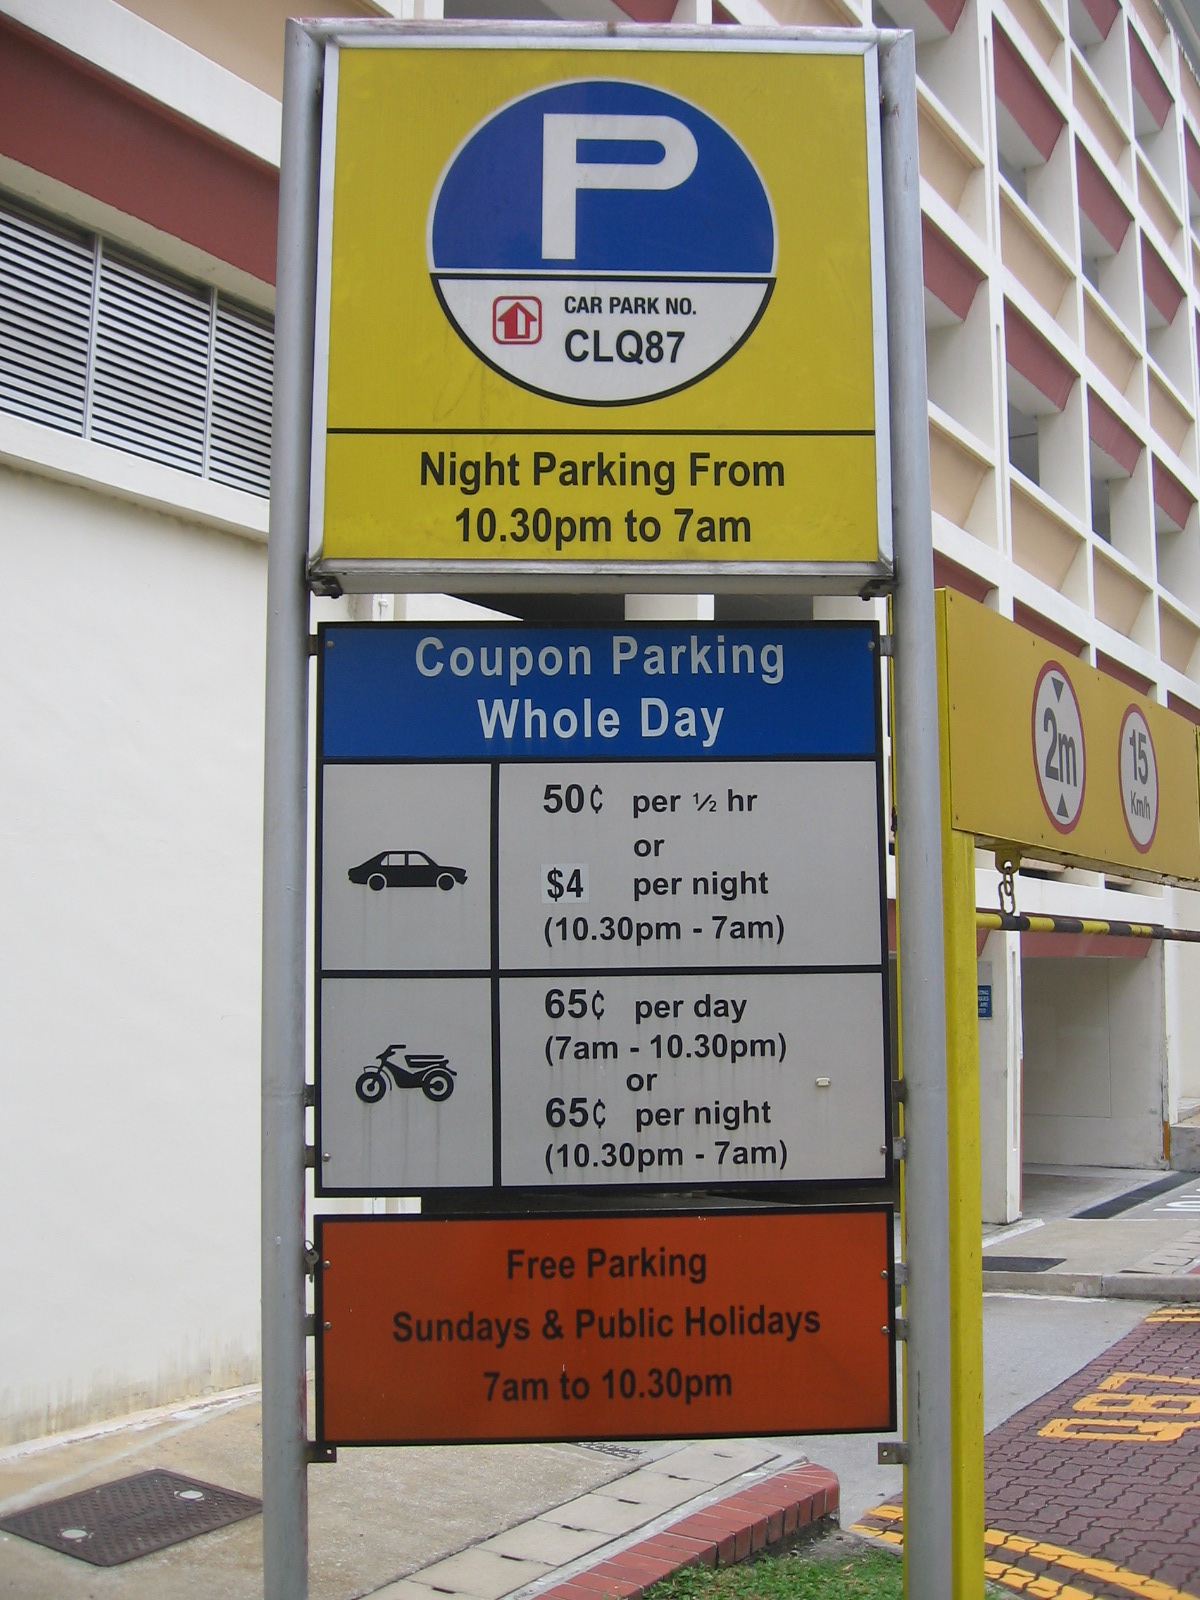 P
CAR PARK NO.
CLQ87
Night Parking From
10.30pm to 7am
Coupon Parking
Whole Day
50¢ per ½ hr
or
$4 per night
(10.30pm - 7am)
65¢ per day
(7am - 10.30pm)
or
65¢ per night
(10.30pm - 7am)
Free Parking
Sundays & Public Holidays
7am to 10.30pm
2m
15
Km/h
Q87